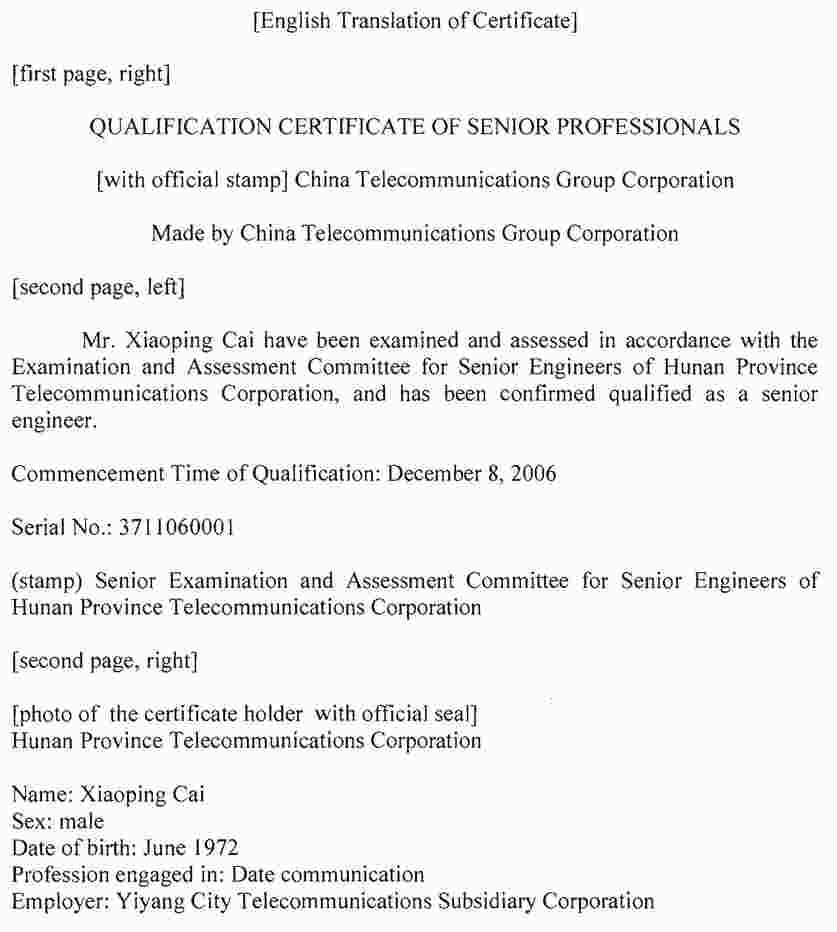 [English Translation of Certificate]
[first page, right]
QUALIFICATION CERTIFICATE OF SENIOR PROFESSIONALS
[with official stamp] China Telecommunications Group Corporation
Made by China Telecommunications Group Corporation
[second page, left]
Mr. Xiaoping Cai have been examined and assessed in accordance with the
Examination and Assessment Committee for Senior Engineers of Hunan Province
Telecommunications Corporation, and has been confirmed qualified as a senior
engineer.
Commencement Time of Qualification: December 8, 2006
Serial No.: 3711060001
(stamp) Senior Examination and Assessment Committee for Senior Engineers of
Hunan Province Telecommunications Corporation
[second page, right]
[photo of the certificate holder with official seal]
Hunan Province Telecommunications Corporation
Name: Xiaoping Cai
Sex: male
Date of birth: June 1972
Profession engaged in: Date communication
Employer: Yiyang City Telecommunications Subsidiary Corporation